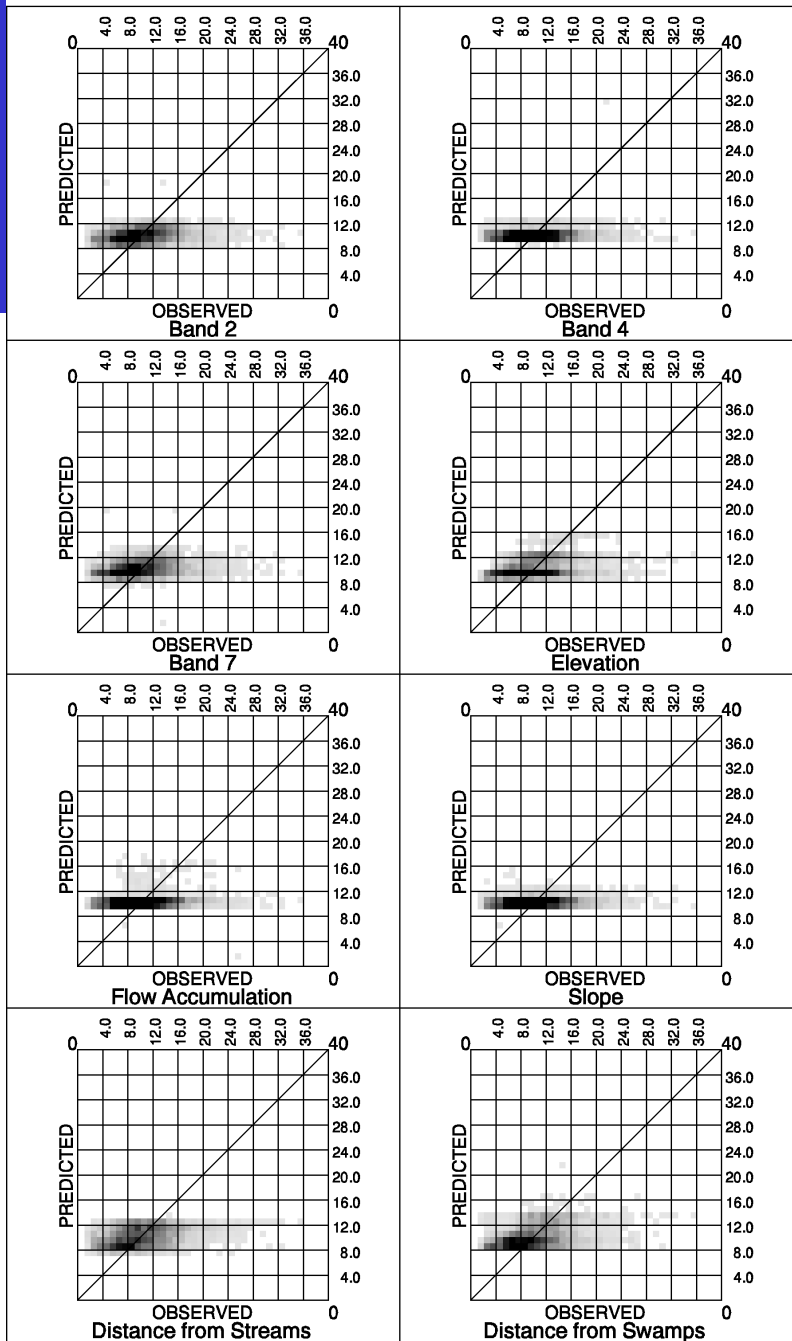 0 4.0 8.0 12.0 16.0 20.0 24.0 28.0 32.0 36.0 40
36.0
32.0
28.0
24.0
20.0
16.0
12.0
8.0
4.0
0
PREDICTED
OBSERVED
Band 2
0 4.0 8.0 12.0 16.0 20.0 24.0 28.0 32.0 36.0 40
36.0
32.0
28.0
24.0
20.0
16.0
12.0
8.0
4.0
0
PREDICTED
OBSERVED
Band 4
0 4.0 8.0 12.0 16.0 20.0 24.0 28.0 32.0 36.0 40
36.0
32.0
28.0
24.0
20.0
16.0
12.0
8.0
4.0
0
PREDICTED
OBSERVED
Band 7
0 4.0 8.0 12.0 16.0 20.0 24.0 28.0 32.0 36.0 40
36.0
32.0
28.0
24.0
20.0
16.0
12.0
8.0
4.0
0
PREDICTED
OBSERVED
Elevation
0 4.0 8.0 12.0 16.0 20.0 24.0 28.0 32.0 36.0 40
36.0
32.0
28.0
24.0
20.0
16.0
12.0
8.0
4.0
0
PREDICTED
OBSERVED
Flow Accumulation
0 4.0 8.0 12.0 16.0 20.0 24.0 28.0 32.0 36.0 40
36.0
32.0
28.0
24.0
20.0
16.0
12.0
8.0
4.0
0
PREDICTED
OBSERVED
Slope
0 4.0 8.0 12.0 16.0 20.0 24.0 28.0 32.0 36.0 40
36.0
32.0
28.0
24.0
20.0
16.0
12.0
8.0
4.0
0
PREDICTED
OBSERVED
Distance from Streams
0 4.0 8.0 12.0 16.0 20.0 24.0 28.0 32.0 36.0 40
36.0
32.0
28.0
24.0
20.0
16.0
12.0
8.0
4.0
0
PREDICTED
OBSERVED
Distance from Swamps